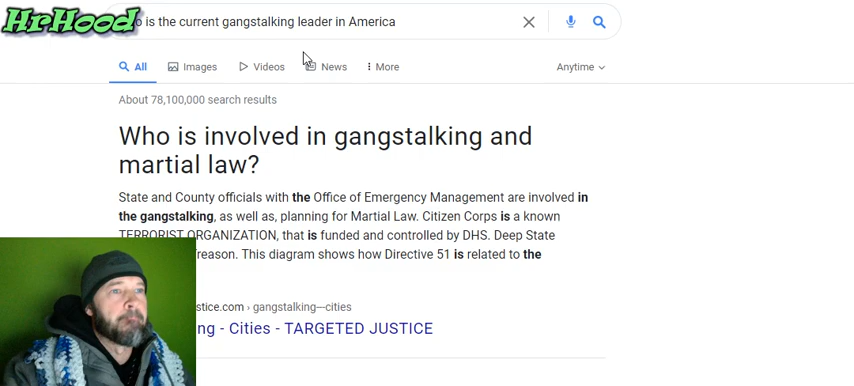 HrHood
is the current gangstalking leader in America
All Images Videos News More Anytime
About 78,100,000 search results
Who is involved in gangstalking and
martial law?
State and County officials with the Office of Emergency Management are involved in
the gangstalking, as well as, planning for Martial Law. Citizen Corps is a known
TERRORIST ORGANIZATION, that is funded and controlled by DHS. Deep State
reason. This diagram shows how Directive 51 is related to the
stice.com › gangstalking---cities
ng - Cities - TARGETED JUSTICE